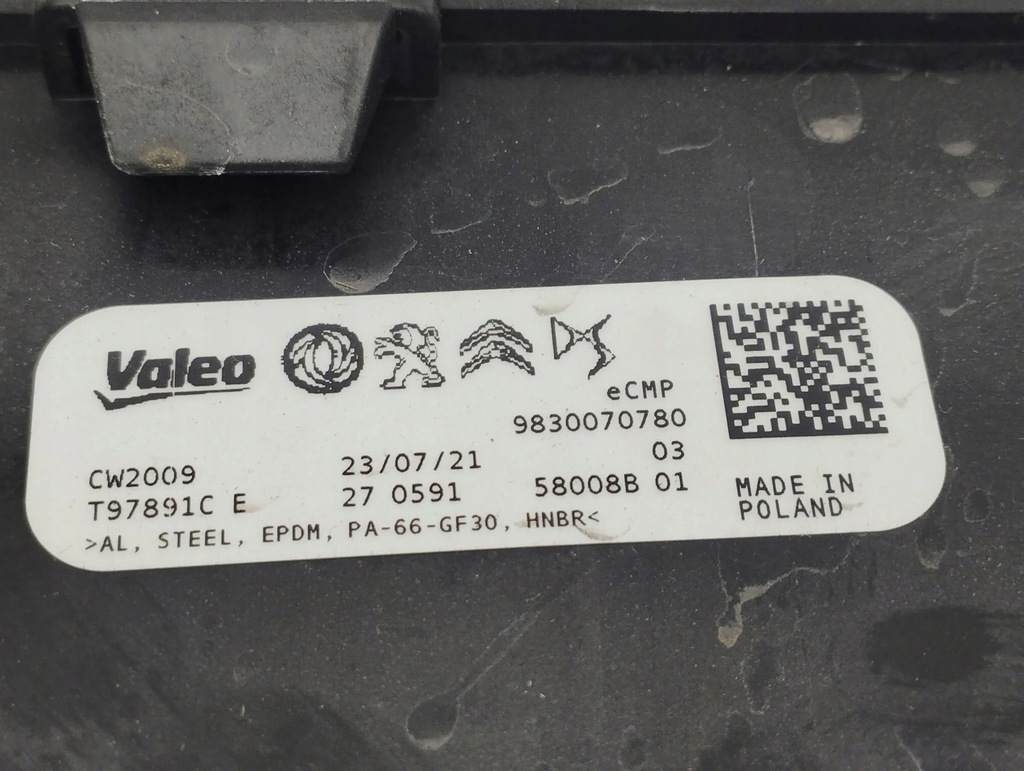 Valeo
DS
eCMP
9830070780
03
CW2009 23/07/21
T97891C E 27 0591 58008B 01
>AL, STEEL, EPDM, PA-66-GF30, HNBR<
MADE IN
POLAND